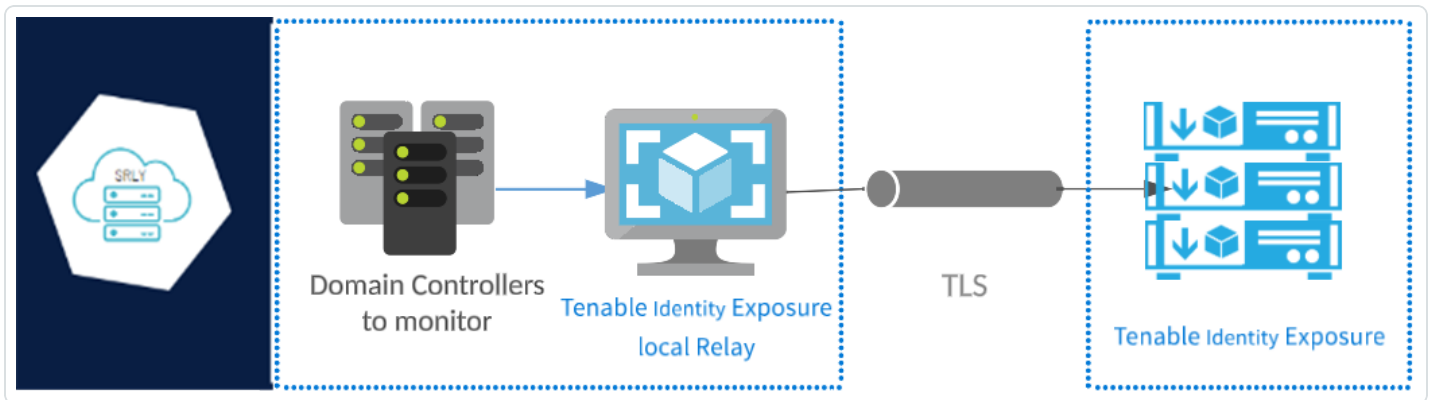 SRLY
Domain Controllers
to monitor
Tenable Identity Exposure
local Relay
TLS
Tenable Identity Exposure